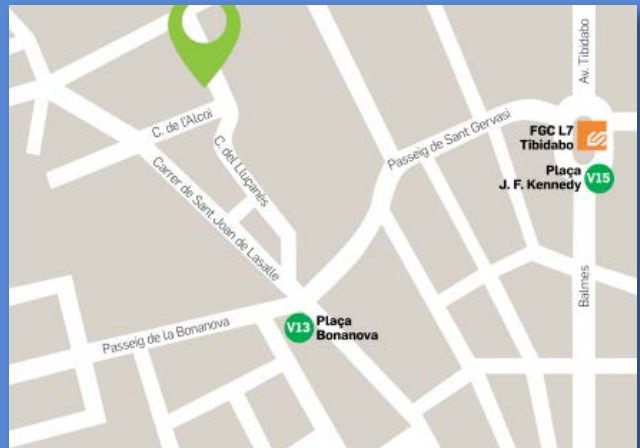 Av. Tibidabo
C. de l'Alcoi
FGC L7
Tibidabo
Passeig de Sant Gervasi
C. del Lluçanès
Plaça
J. F. Kennedy
V15
Carrer de Sant Joan de Lasalle
Balmes
V13
Plaça
Bonanova
Passeig de la Bonanova